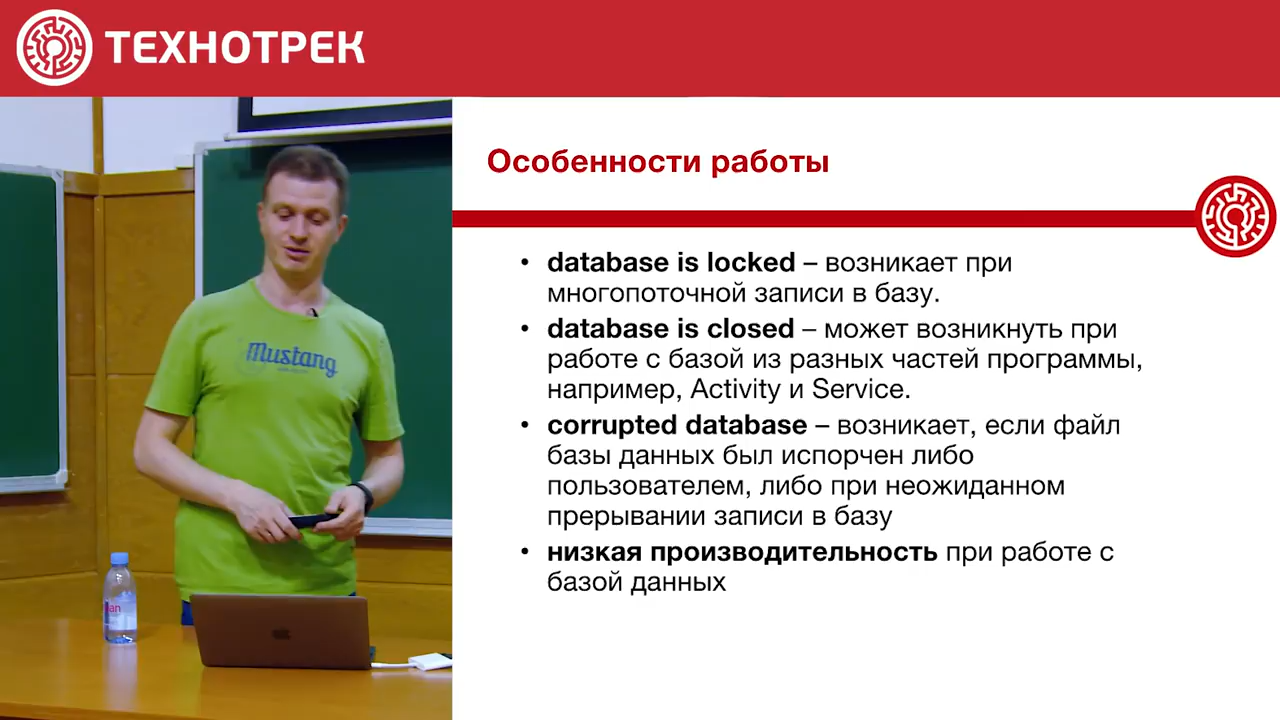 ТЕХНОТРЕК
Особенности работы
• database is locked – возникает при
многопоточной записи в базу.
• database is closed – может возникнуть при
работе с базой из разных частей программы,
например, Activity и Service.
• corrupted database – возникает, если файл
базы данных был испорчен либо
пользователем, либо при неожиданном
прерывании записи в базу
• низкая производительность при работе с
базой данных
Mustang